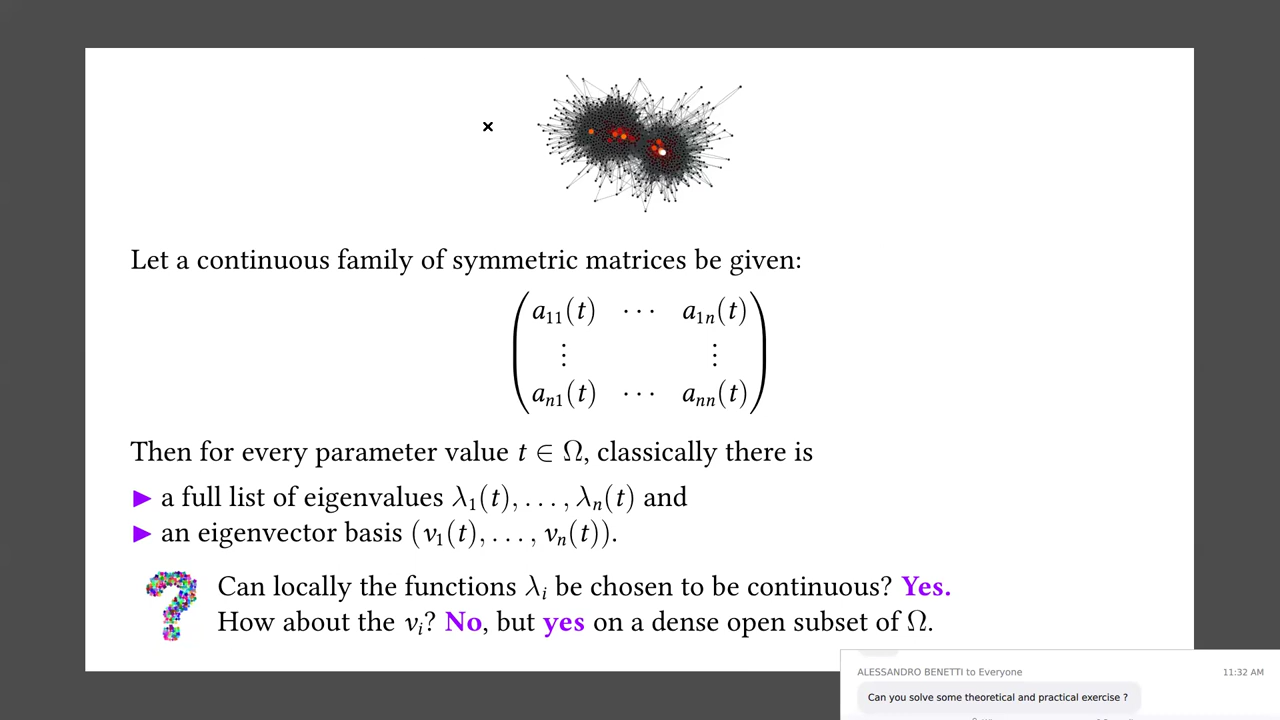 ×
Let a continuous family of symmetric matrices be given:
a₁₁(t) ⋯ a₁ₙ(t)
⋮ ⋮
aₙ₁(t) ⋯ aₙₙ(t)
Then for every parameter value t ∈ Ω, classically there is
▶ a full list of eigenvalues λ₁(t), . . . , λₙ(t) and
▶ an eigenvector basis (v₁(t), . . . , vₙ(t)).
Can locally the functions λᵢ be chosen to be continuous? Yes.
How about the vᵢ? No, but yes on a dense open subset of Ω.
ALESSANDRO BENETTI to Everyone 11:32 AM
Can you solve some theoretical and practical exercise ?